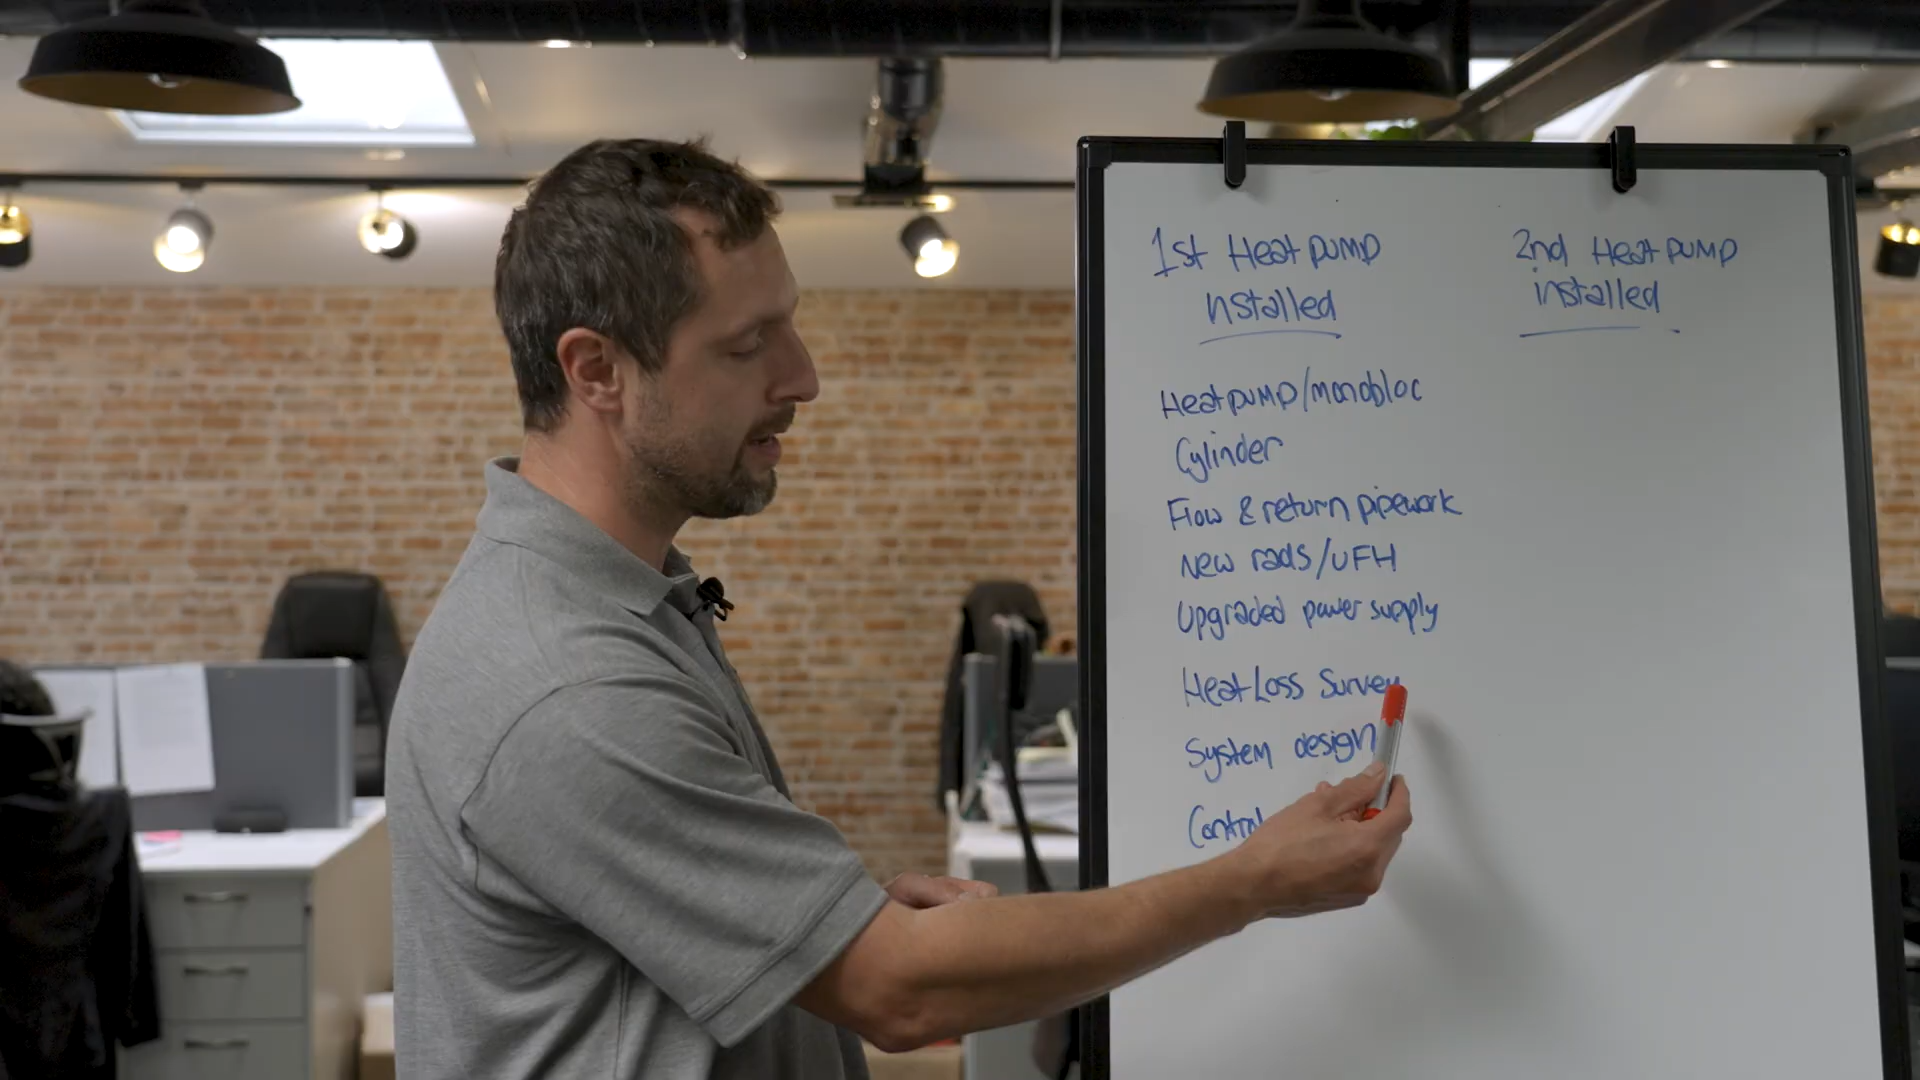 1st Heat pump
installed
2nd Heat pump
installed
Heatpump/monobloc
Cylinder
Flow & return pipework
New rads/UFH
Upgraded power supply
Heat Loss Survey
System design
Control